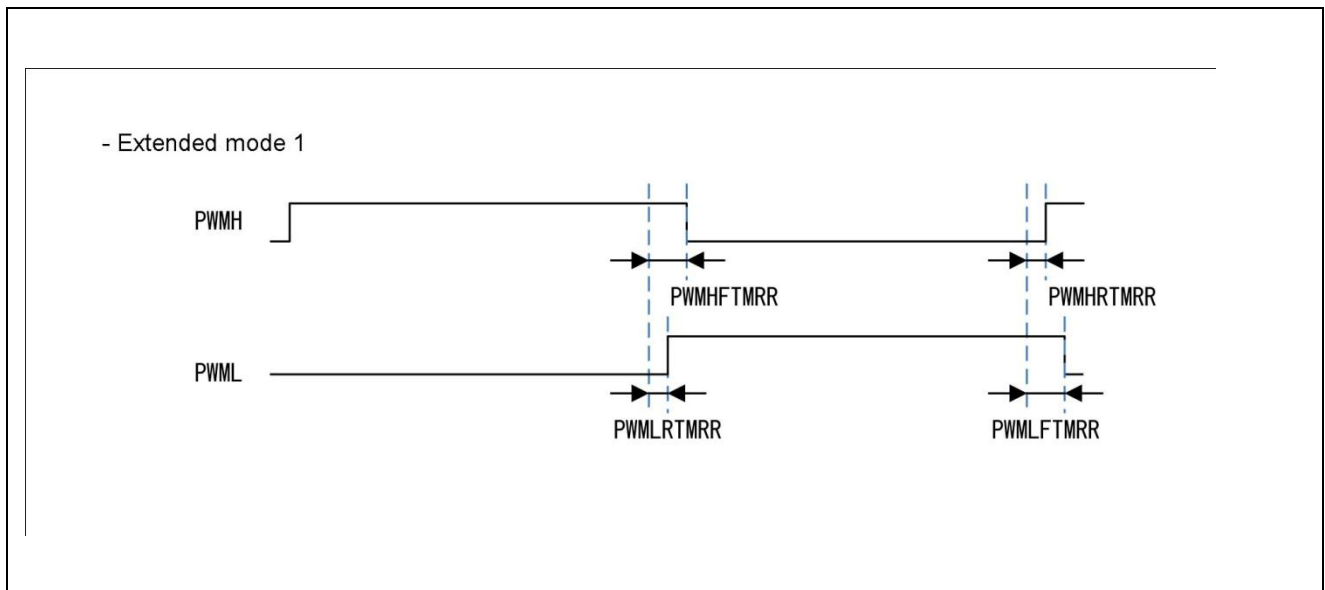 - Extended mode 1
PWMH
PWMHFTMRR
PWMHRTMRR
PWML
PWMLRTMRR
PWMLFTMRR